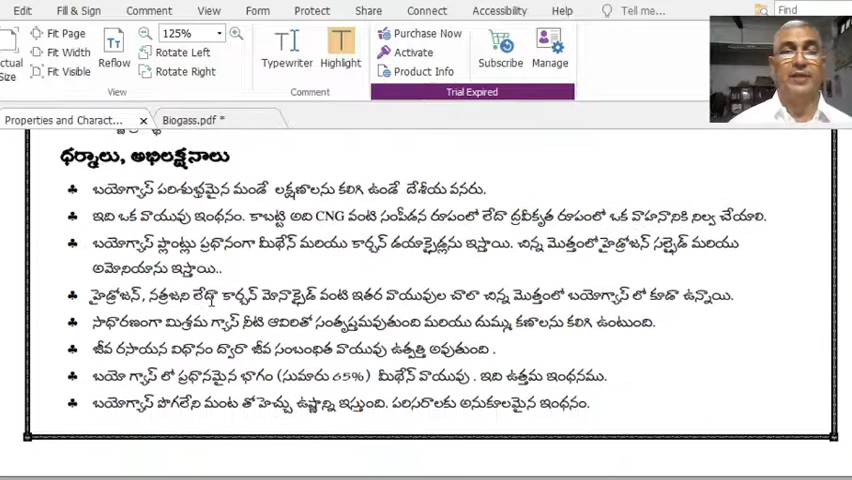 Edit Fill & Sign Comment View Form Protect Share Connect Accessibility Help Tell me... Find
Fit Page 125% Purchase Now
Reflow Fit Width Rotate Left Typewriter Highlight Activate Subscribe Manage
Size Fit Visible Rotate Right Product Info
View Comment Trial Expired
Properties and Charact... Biogass.pdf *
ధర్మాలు, అభిలక్షనాలు
♣ బయోగ్యాస్ పరిశుభ్రమైన మండే లక్షణాలను కలిగి ఉండే దేశీయ వనరు.
♣ ఇది ఒక వాయువు ఇంధనం. కాబట్టి అది CNG వంటి సంపీడన రూపంలో లేదా ద్రవీకృత రూపంలో ఒక వాహనానికి నిల్వ చేయాలి.
♣ బయోగ్యాస్ ప్లాంట్లు ప్రధానంగా మీథేన్ మరియు కార్బన్ డయాక్సైడ్లను ఇస్తాయి. చిన్న మొత్తంలో హైడ్రోజన్ సల్ఫైడ్ మరియు
అమోనియాను ఇస్తాయి..
♣ హైడ్రోజన్, నత్రజని లేదా కార్బన్ మోనాక్సైడ్ వంటి ఇతర వాయువుల చాలా చిన్న మొత్తంలో బయోగ్యాస్ లో కూడా ఉన్నాయి.
♣ సాధారణంగా మిశ్రమ గ్యాస్ నీటి ఆవిరితో సంతృప్తమవుతుంది మరియు దుమ్ము కణాలను కలిగి ఉంటుంది.
♣ జీవ రసాయన విధానం ద్వారా జీవ సంబంధిత వాయువు ఉత్పత్తి అవుతుంది .
♣ బయో గ్యాస్ లో ప్రధానమైన భాగం (సుమారు 65%) మీథేన్ వాయువు . ఇది ఉత్తమ ఇంధనము.
♣ బయోగ్యాస్ పొగలేని మంట తో హెచ్చు ఉష్ణాన్ని ఇస్తుంది. పరిసరాలకు అనుకూలమైన ఇంధనం.